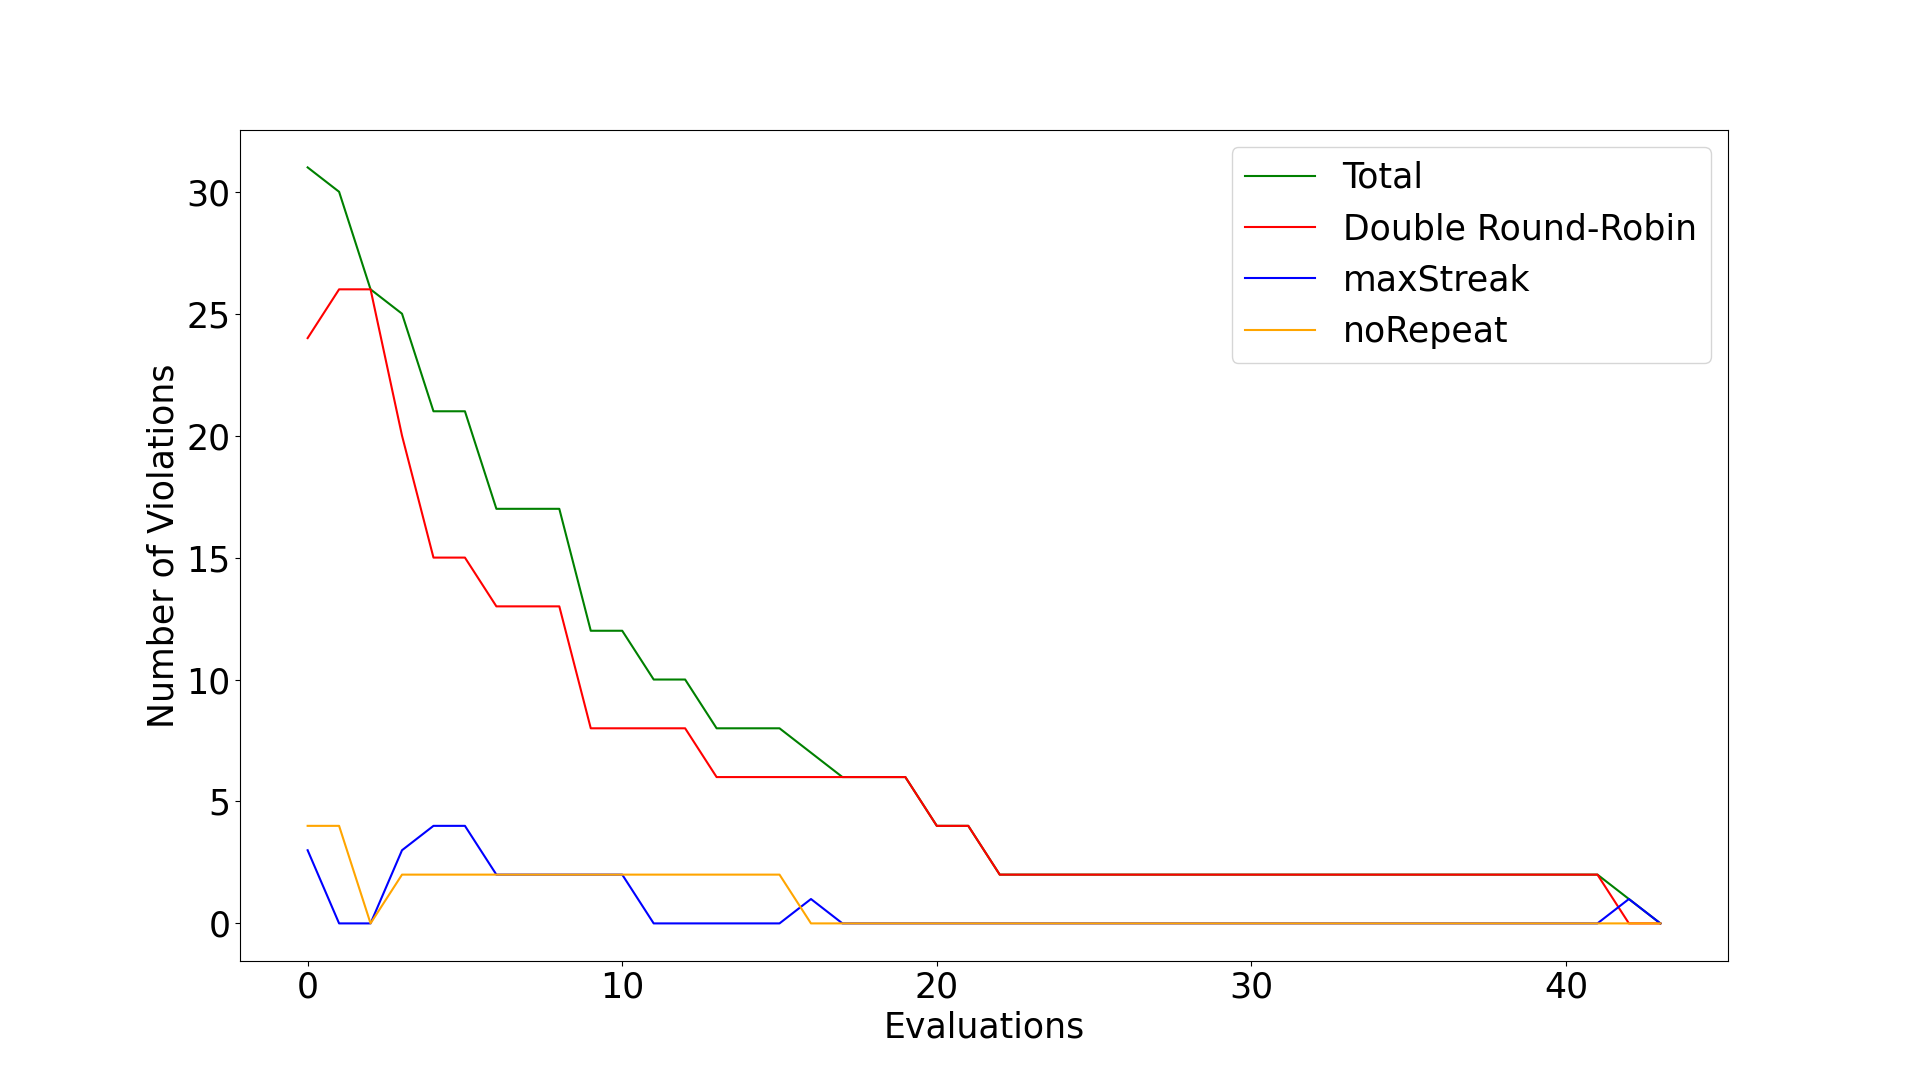 Total
Double Round-Robin
maxStreak
noRepeat
Number of Violations
30
25
20
15
10
5
0
0 10 20 30 40
Evaluations